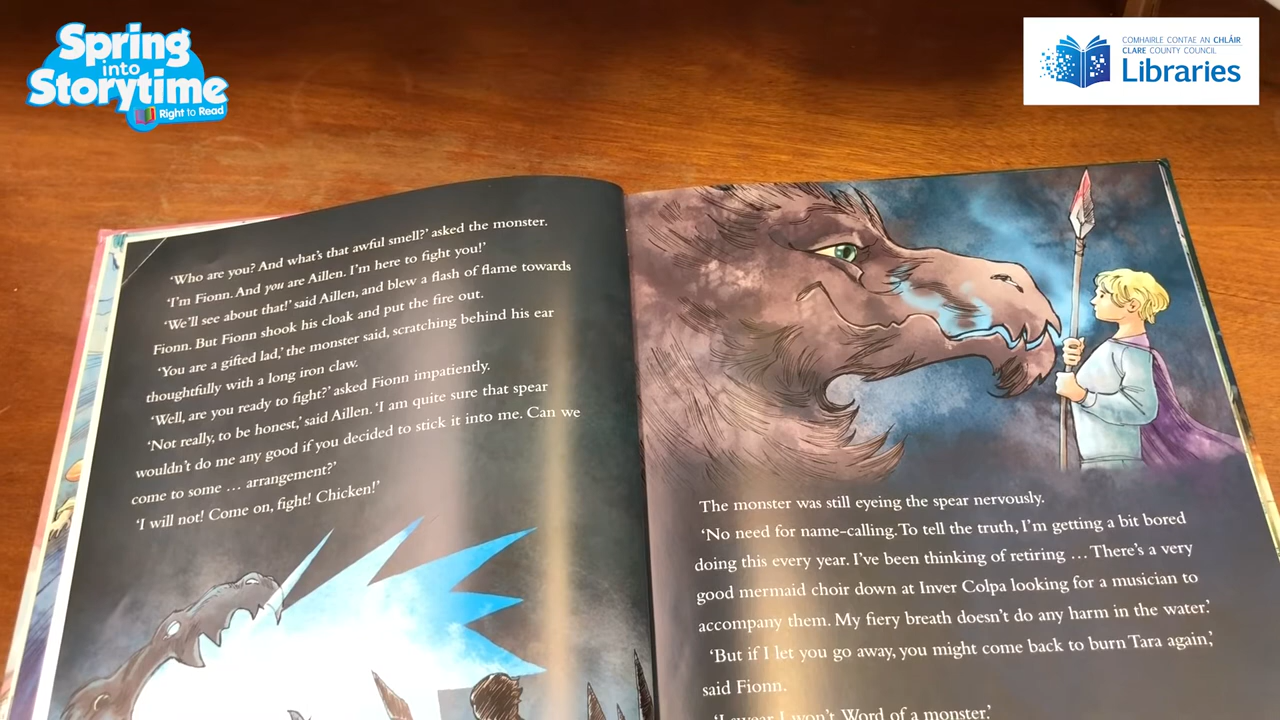 Spring
into
Storytime
Right to Read
COMHAIRLE CONTAE AN CHLÁIR
CLARE COUNTY COUNCIL
Libraries
'Who are you? And what's that awful smell?' asked the monster.
'I'm Fionn. And you are Aillen. I'm here to fight you!'
'We'll see about that!' said Aillen, and blew a flash of flame towards
Fionn. But Fionn shook his cloak and put the fire out.
'You are a gifted lad,' the monster said, scratching behind his ear
thoughtfully with a long iron claw.
'Well, are you ready to fight?' asked Fionn impatiently.
'Not really, to be honest,' said Aillen. 'I am quite sure that spear
wouldn't do me any good if you decided to stick it into me. Can we
come to some … arrangement?'
'I will not! Come on, fight! Chicken!'
The monster was still eyeing the spear nervously.
'No need for name-calling. To tell the truth, I'm getting a bit bored
doing this every year. I've been thinking of retiring … There's a very
good mermaid choir down at Inver Colpa looking for a musician to
accompany them. My fiery breath doesn't do any harm in the water.'
'But if I let you go away, you might come back to burn Tara again,'
said Fionn.
'I swear I won't. Word of a monster.'